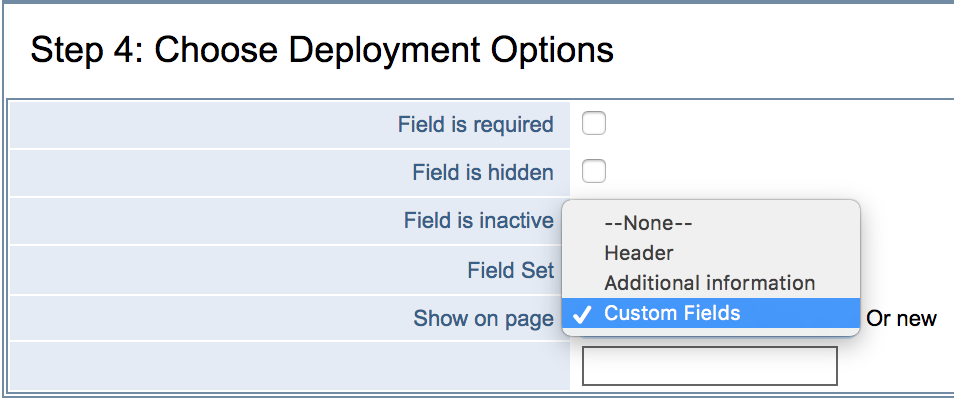 Step 4: Choose Deployment Options
Field is required
Field is hidden
Field is inactive
--None--
Header
Additional information
Field Set
Show on page
Custom Fields
Or new